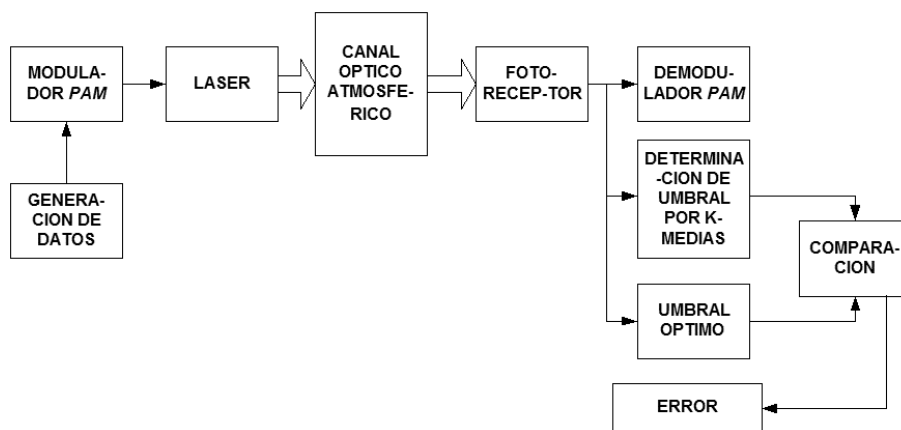 MODULA-
DOR PAM
LASER
CANAL
OPTICO
ATMOSFE-
RICO
FOTO-
RECEP-TOR
DEMODU-
LADOR PAM
GENERA-
CION DE
DATOS
DETERMINA
-CION DE
UMBRAL
POR K-
MEDIAS
COMPARA-
CION
UMBRAL
OPTIMO
ERROR